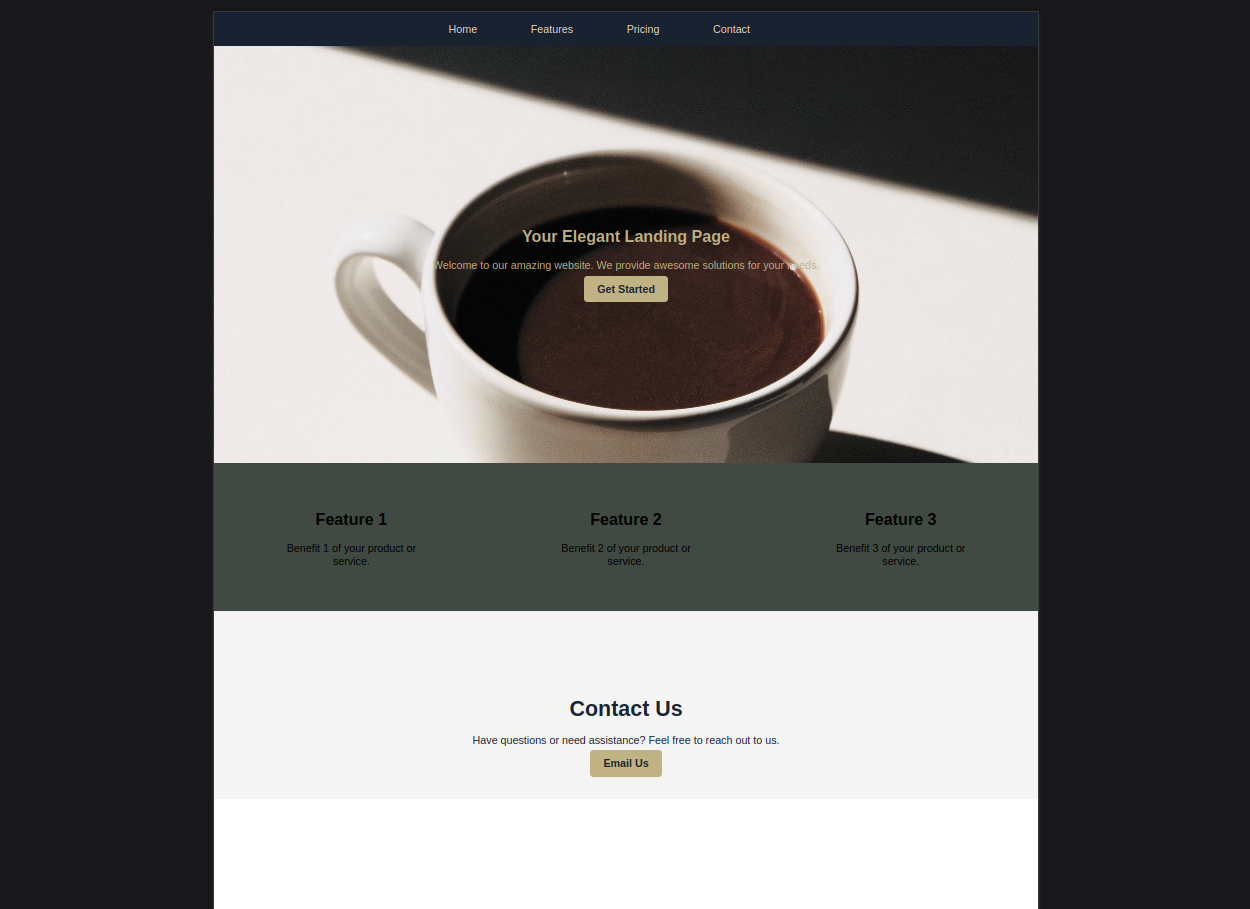 Home Features Pricing Contact
Your Elegant Landing Page
Welcome to our amazing website. We provide awesome solutions for your needs.
Get Started
Feature 1 Feature 2 Feature 3
Benefit 1 of your product or
service.
Benefit 2 of your product or
service.
Benefit 3 of your product or
service.
Contact Us
Have questions or need assistance? Feel free to reach out to us.
Email Us